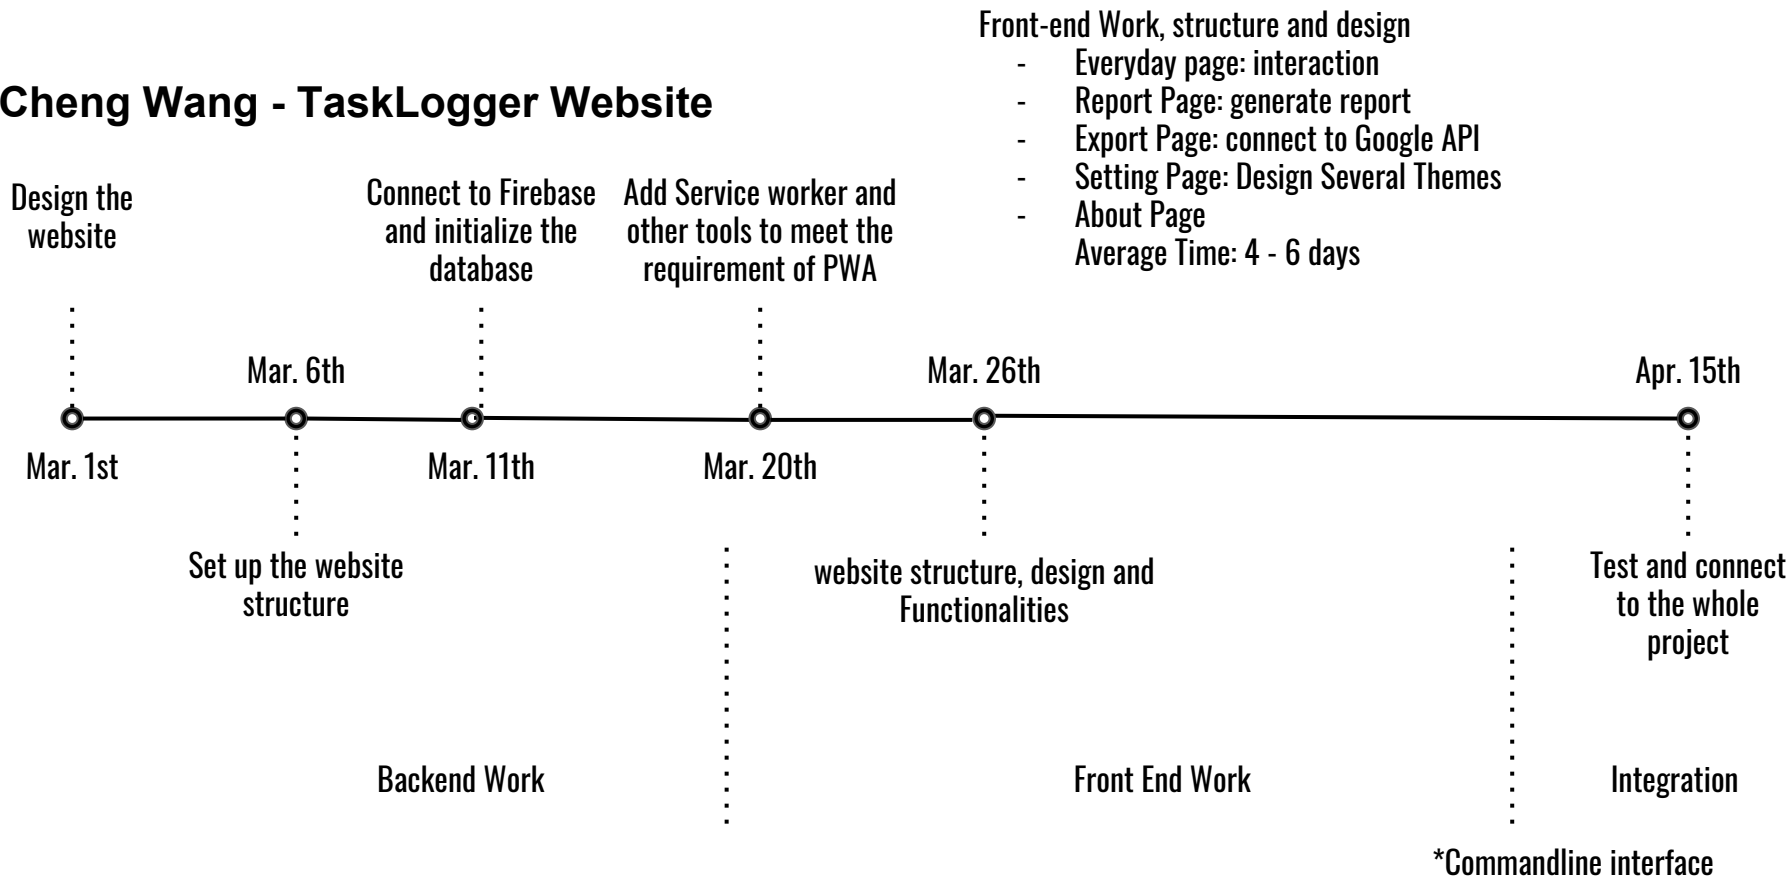 Front-end Work, structure and design
- Everyday page: interaction
- Report Page: generate report
- Export Page: connect to Google API
- Setting Page: Design Several Themes
- About Page
Average Time: 4 - 6 days
Cheng Wang - TaskLogger Website
Design the
website
Connect to Firebase
and initialize the
database
Add Service worker and
other tools to meet the
requirement of PWA
Mar. 6th
Mar. 26th
Apr. 15th
Mar. 1st
Mar. 11th
Mar. 20th
Set up the website
structure
website structure, design and
Functionalities
Test and connect
to the whole
project
Backend Work
Front End Work
Integration
*Commandline interface